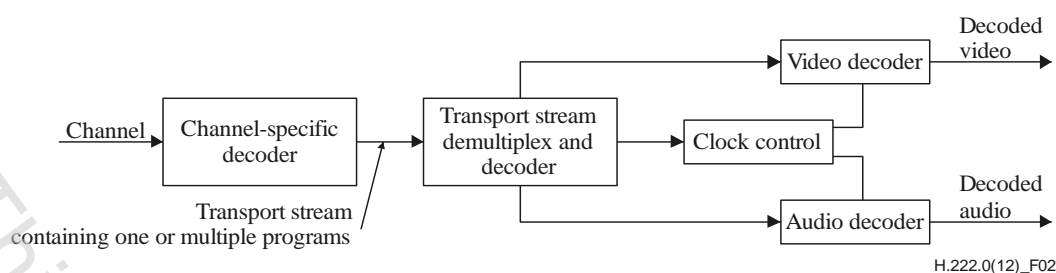 Decoded
video
Video decoder
Channel
Channel-specific
decoder
Transport stream
demultiplex and
decoder
Clock control
Transport stream
containing one or multiple programs
Decoded
audio
Audio decoder
H.222.0(12)_F02
Thi